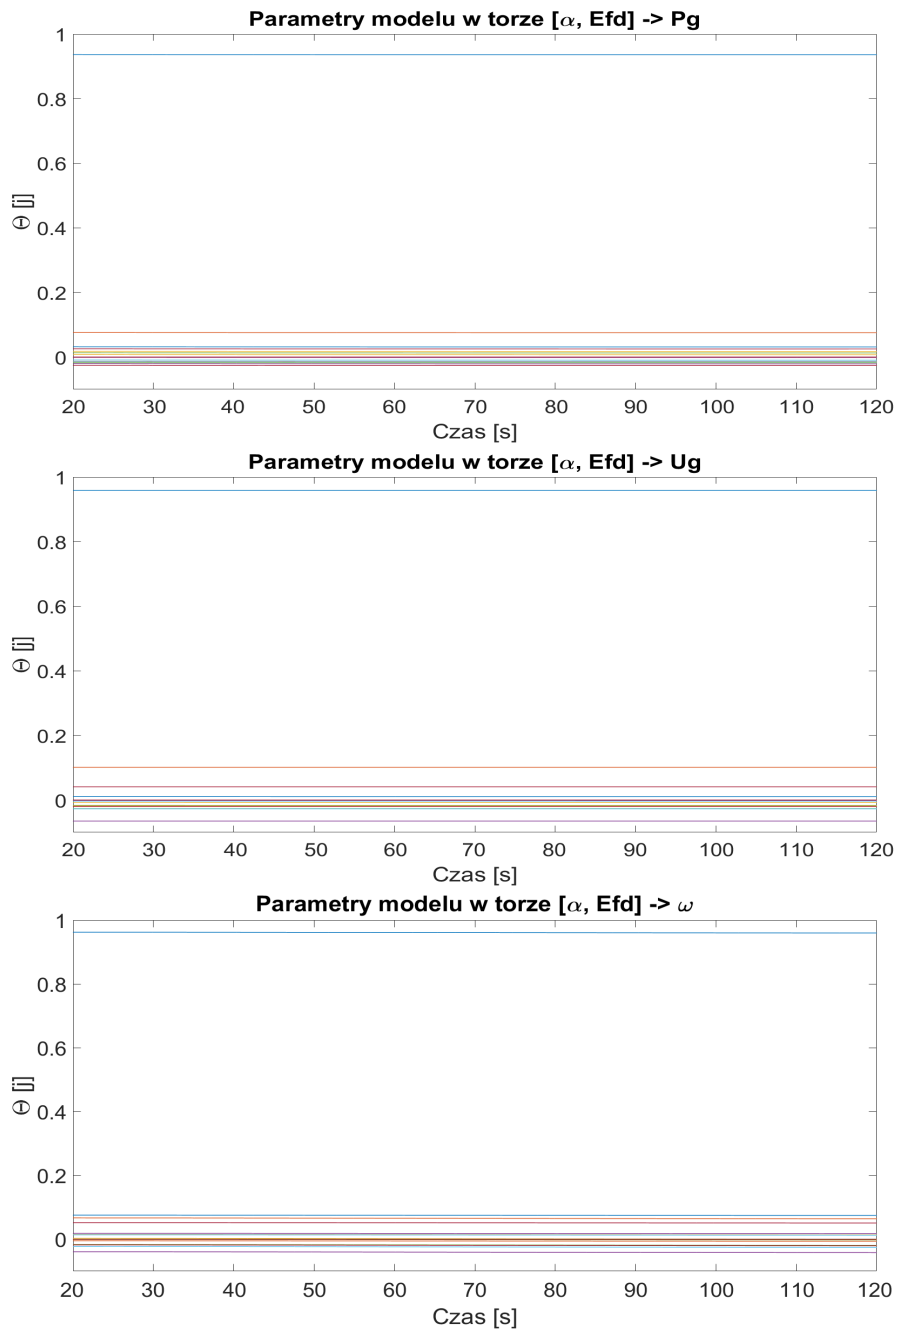 Parametry modelu w torze [α, Efd] -> Pg
1
0.8
0.6
0.4
0.2
0
Θ [j]
20 30 40 50 60 70 80 90 100 110 120
Czas [s]
Parametry modelu w torze [α, Efd] -> Ug
1
0.8
0.6
0.4
0.2
0
Θ [j]
20 30 40 50 60 70 80 90 100 110 120
Czas [s]
Parametry modelu w torze [α, Efd] -> ω
1
0.8
0.6
0.4
0.2
0
Θ [j]
20 30 40 50 60 70 80 90 100 110 120
Czas [s]